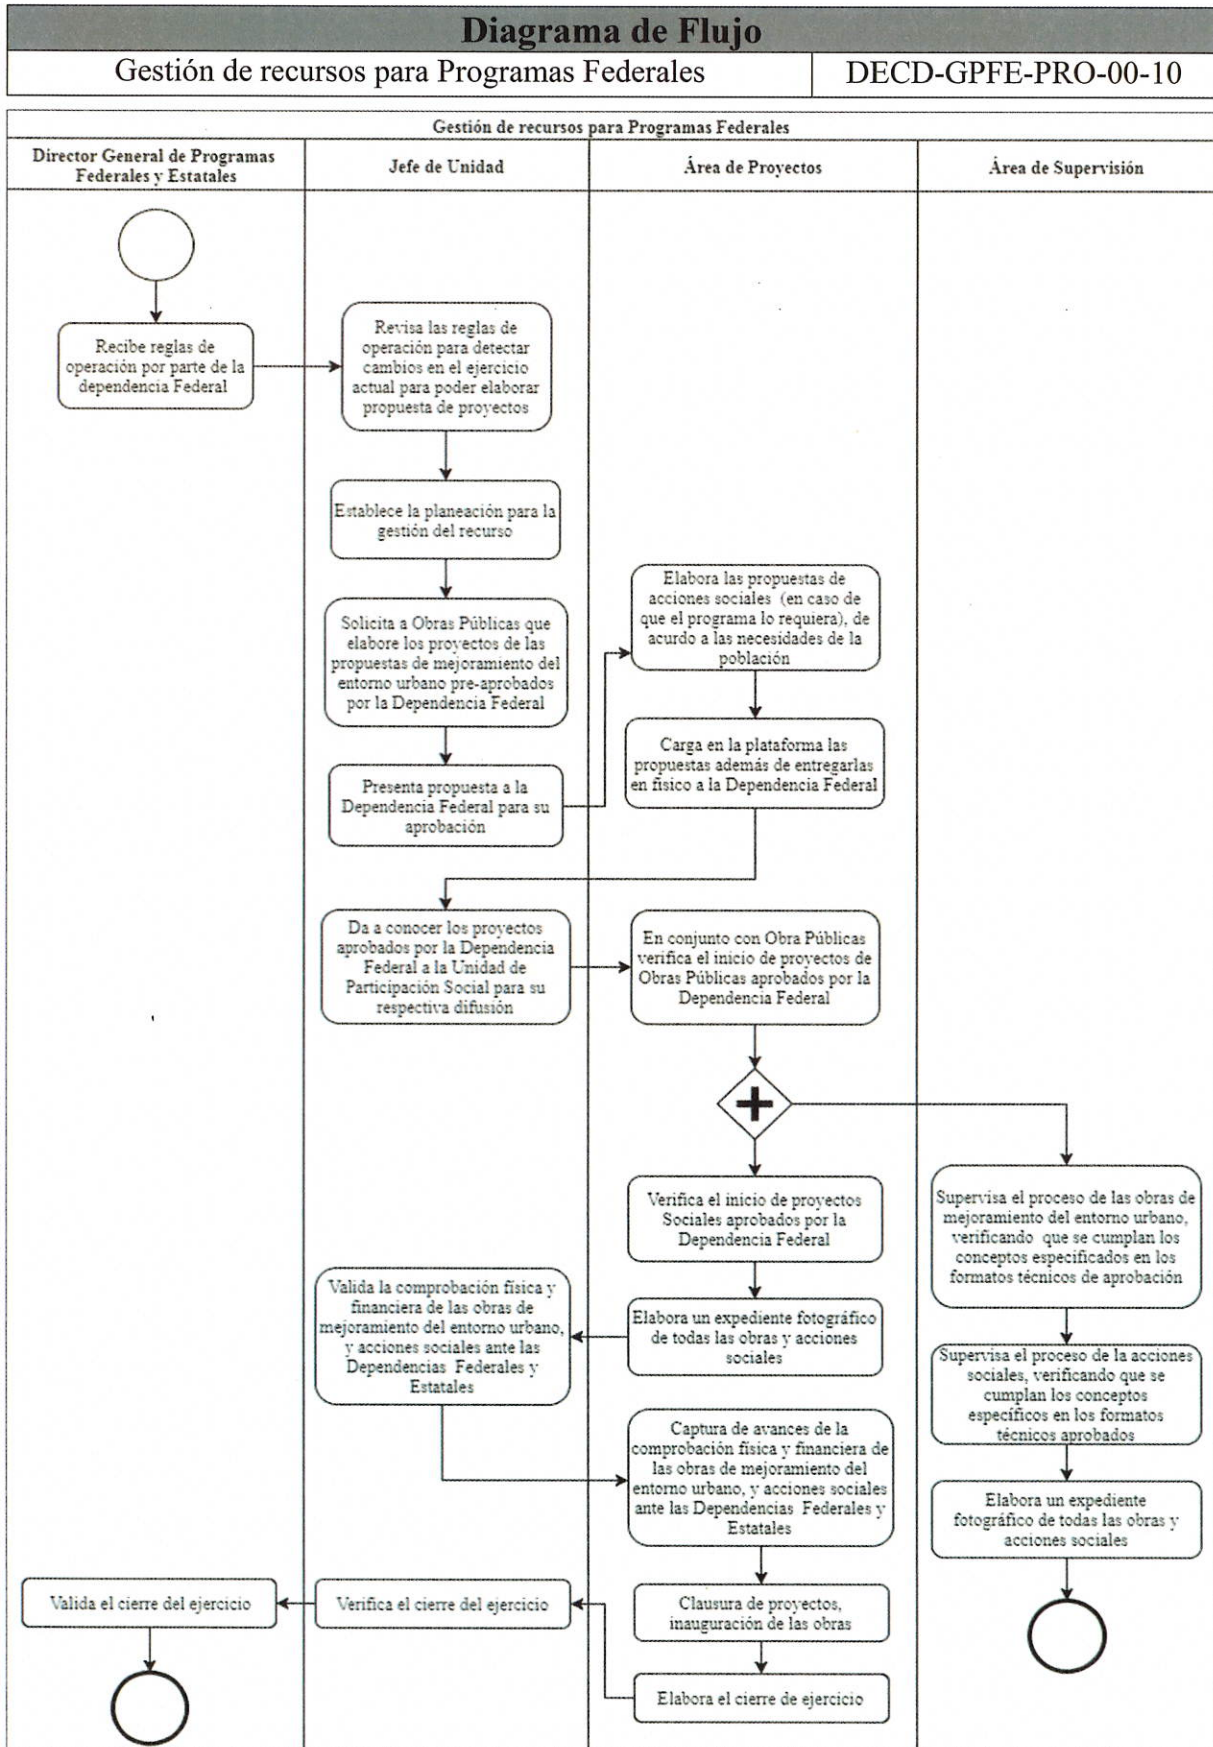 Diagrama de Flujo
Gestión de recursos para Programas Federales
DECD-GPFE-PRO-00-10
Gestión de recursos para Programas Federales
Director General de Programas
Federales y Estatales
Jefe de Unidad
Área de Proyectos
Área de Supervisión
Recibe reglas de
operación por parte de la
dependencia Federal
Revisa las reglas de
operación para detectar
cambios en el ejercicio
actual para poder elaborar
propuesta de proyectos
Establece la planeación para la
gestión del recurso
Solicita a Obras Públicas que
elabore los proyectos de las
propuestas de mejoramiento del
entorno urbano pre-aprobados
por la Dependencia Federal
Presenta propuesta a la
Dependencia Federal para su
aprobación
Elabora las propuestas de
acciones sociales (en caso de
que el programa lo requiera), de
acurdo a las necesidades de la
población
Carga en la plataforma las
propuestas además de entregarlas
en físico a la Dependencia Federal
Da a conocer los proyectos
aprobados por la Dependencia
Federal a la Unidad de
Participación Social para su
respectiva difusión
En conjunto con Obra Públicas
verifica el inicio de proyectos de
Obras Públicas aprobados por la
Dependencia Federal
Verifica el inicio de proyectos
Sociales aprobados por la
Dependencia Federal
Supervisa el proceso de las obras de
mejoramiento del entorno urbano,
verificando que se cumplan los
conceptos especificados en los
formatos técnicos de aprobación
Elabora un expediente fotográfico
de todas las obras y acciones
sociales
Valida la comprobación física y
financiera de las obras de
mejoramiento del entorno urbano,
y acciones sociales ante las
Dependencias Federales y
Estatales
Supervisa el proceso de la acciones
sociales, verificando que se
cumplan los conceptos
específicos en los formatos
técnicos aprobados
Captura de avances de la
comprobación física y financiera de
las obras de mejoramiento del
entorno urbano, y acciones sociales
ante las Dependencias Federales y
Estatales
Elabora un expediente
fotográfico de todas las obras y
acciones sociales
Clausura de proyectos,
inauguración de las obras
Elabora el cierre de ejercicio
Verifica el cierre del ejercicio
Valida el cierre del ejercicio